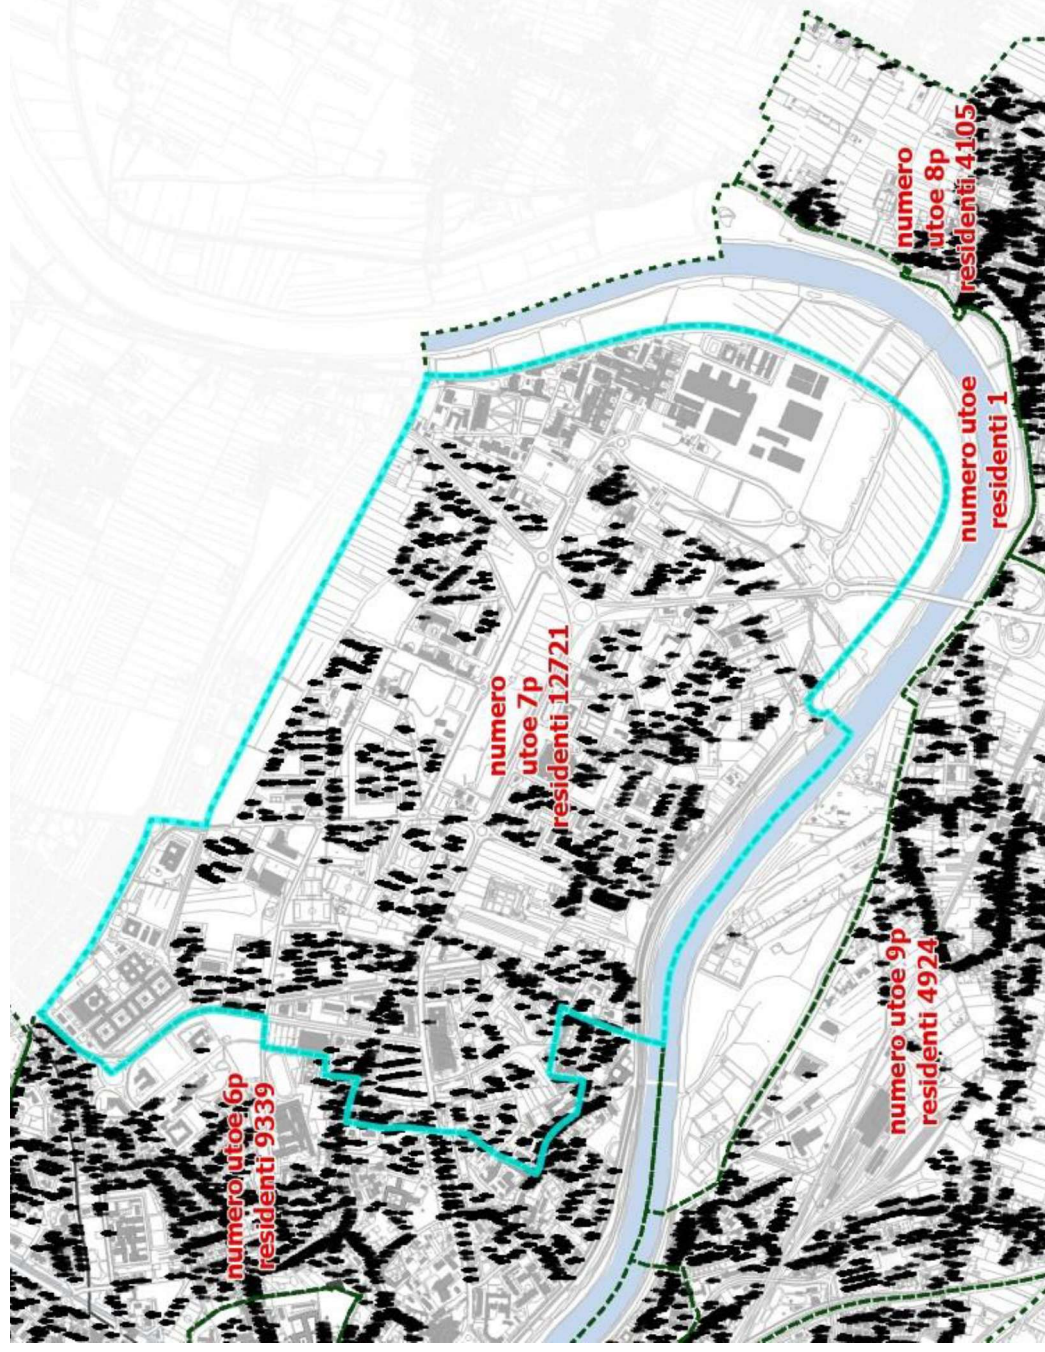 numero utoe 6p
residenti 9339
numero
utoe 7p
residenti 12721
numero
utoe 8p
residenti 4105
numero utoe
residenti 1
numero utoe 9p
residenti 4924